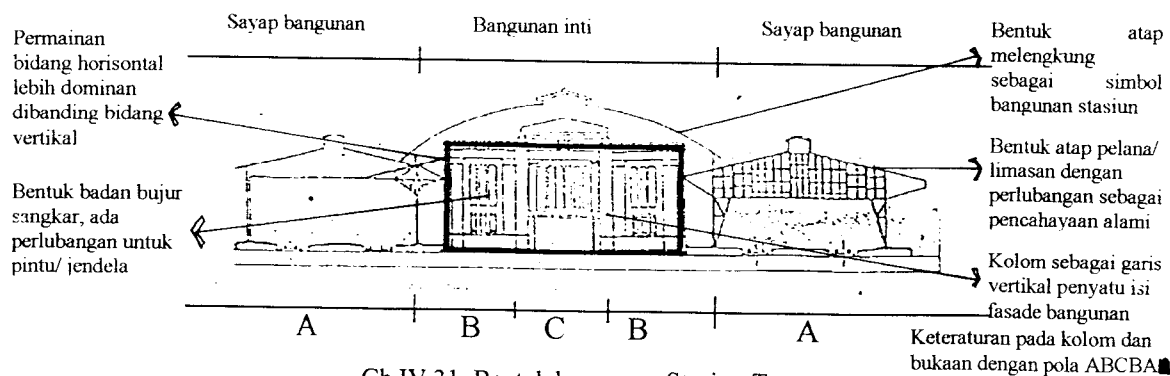 Sayap bangunan
Bangunan inti
Sayap bangunan
Permainan
bidang horisontal
lebih dominan
dibanding bidang
vertikal
Bentuk badan bujur
sangkar, ada
perlubangan untuk
pintu/ jendela
Bentuk atap
melengkung
sebagai simbol
bangunan stasiun
Bentuk atap pelana/
limasan dengan
perlubangan sebagai
pencahayaan alami
Kolom sebagai garis
vertikal penyatu isi
fasade bangunan
Keteraturan pada kolom dan
bukaan dengan pola ABCBA
A
B
C
B
A